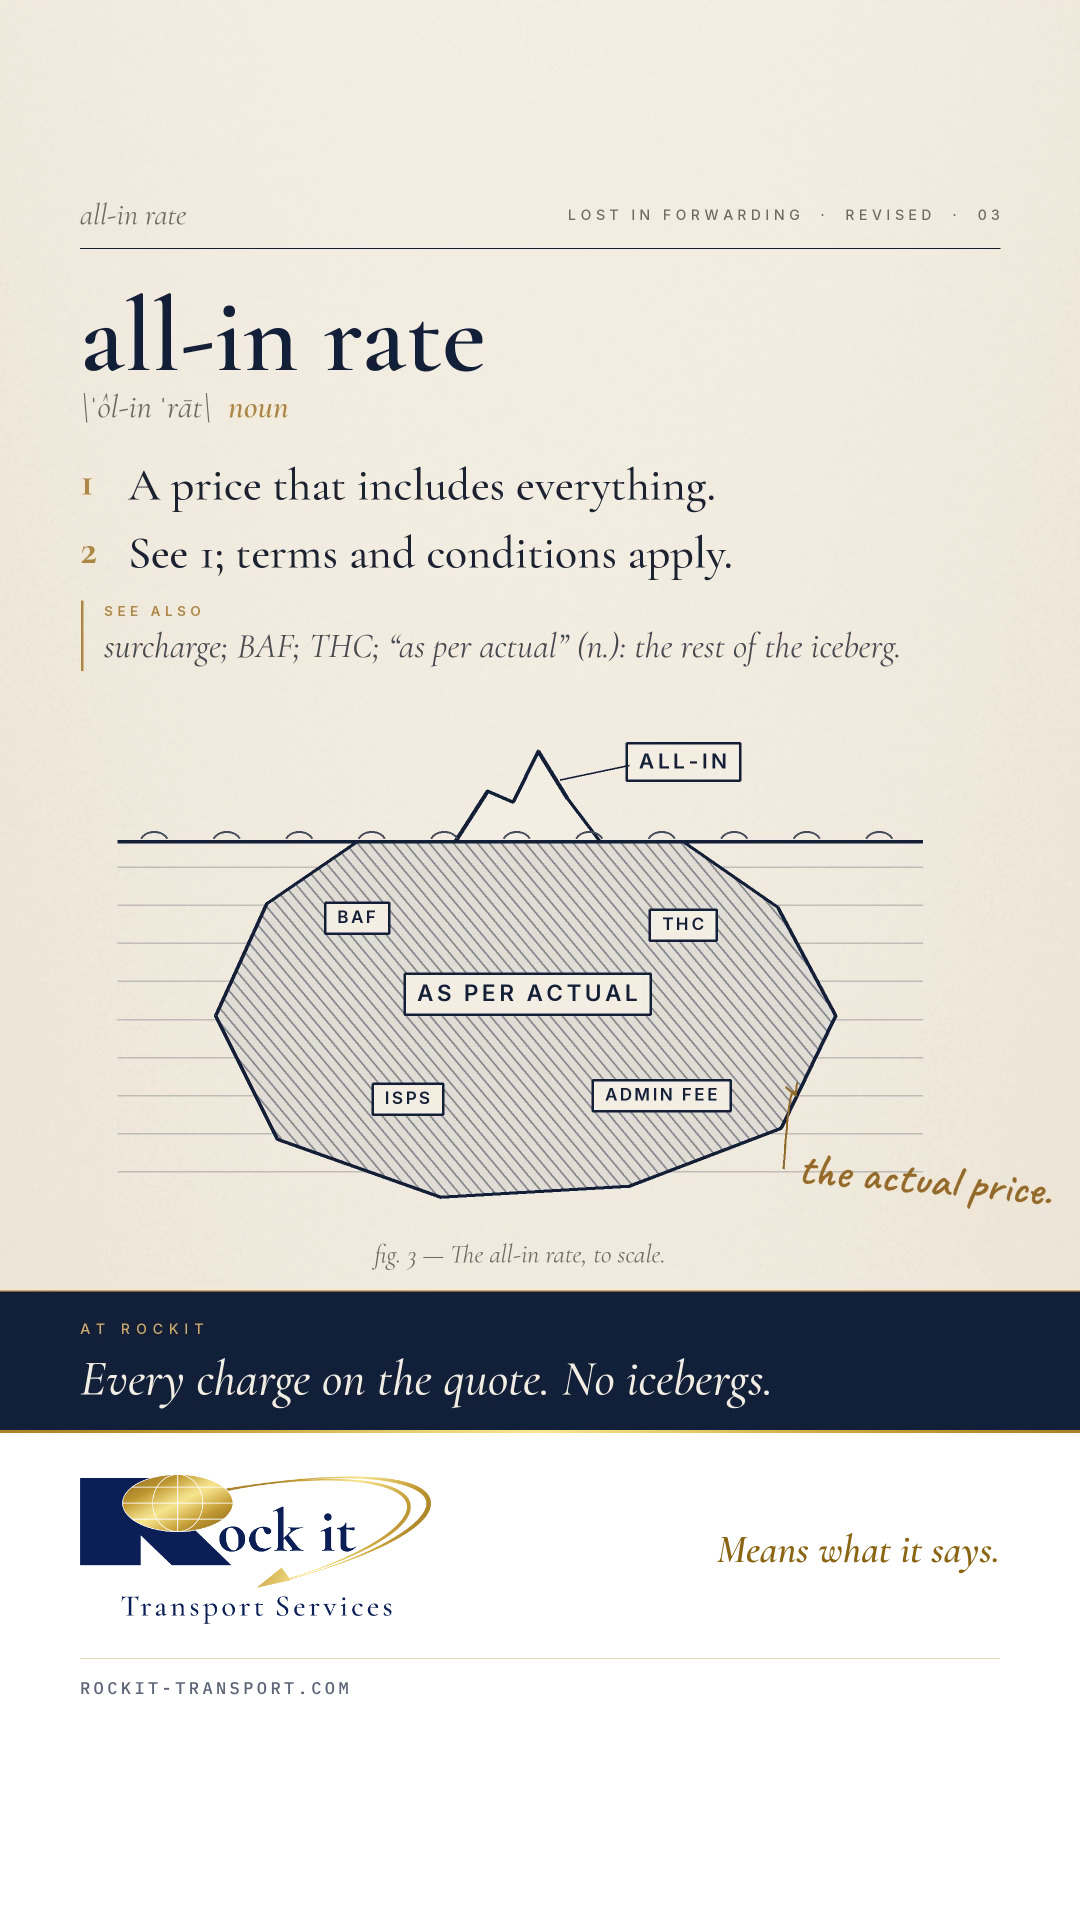 all-in rate
LOST IN FORWARDING · REVISED · 03
all-in rate
\ˈȯl-in ˈrāt\ noun
1 A price that includes everything.
2 See 1; terms and conditions apply.
SEE ALSO
surcharge; BAF; THC; “as per actual” (n.): the rest of the iceberg.
ALL-IN
BAF
THC
AS PER ACTUAL
ISPS
ADMIN FEE
the actual price.
fig. 3 — The all-in rate, to scale.
AT ROCKIT
Every charge on the quote. No icebergs.
Rock it
Transport Services
Means what it says.
ROCKIT-TRANSPORT.COM